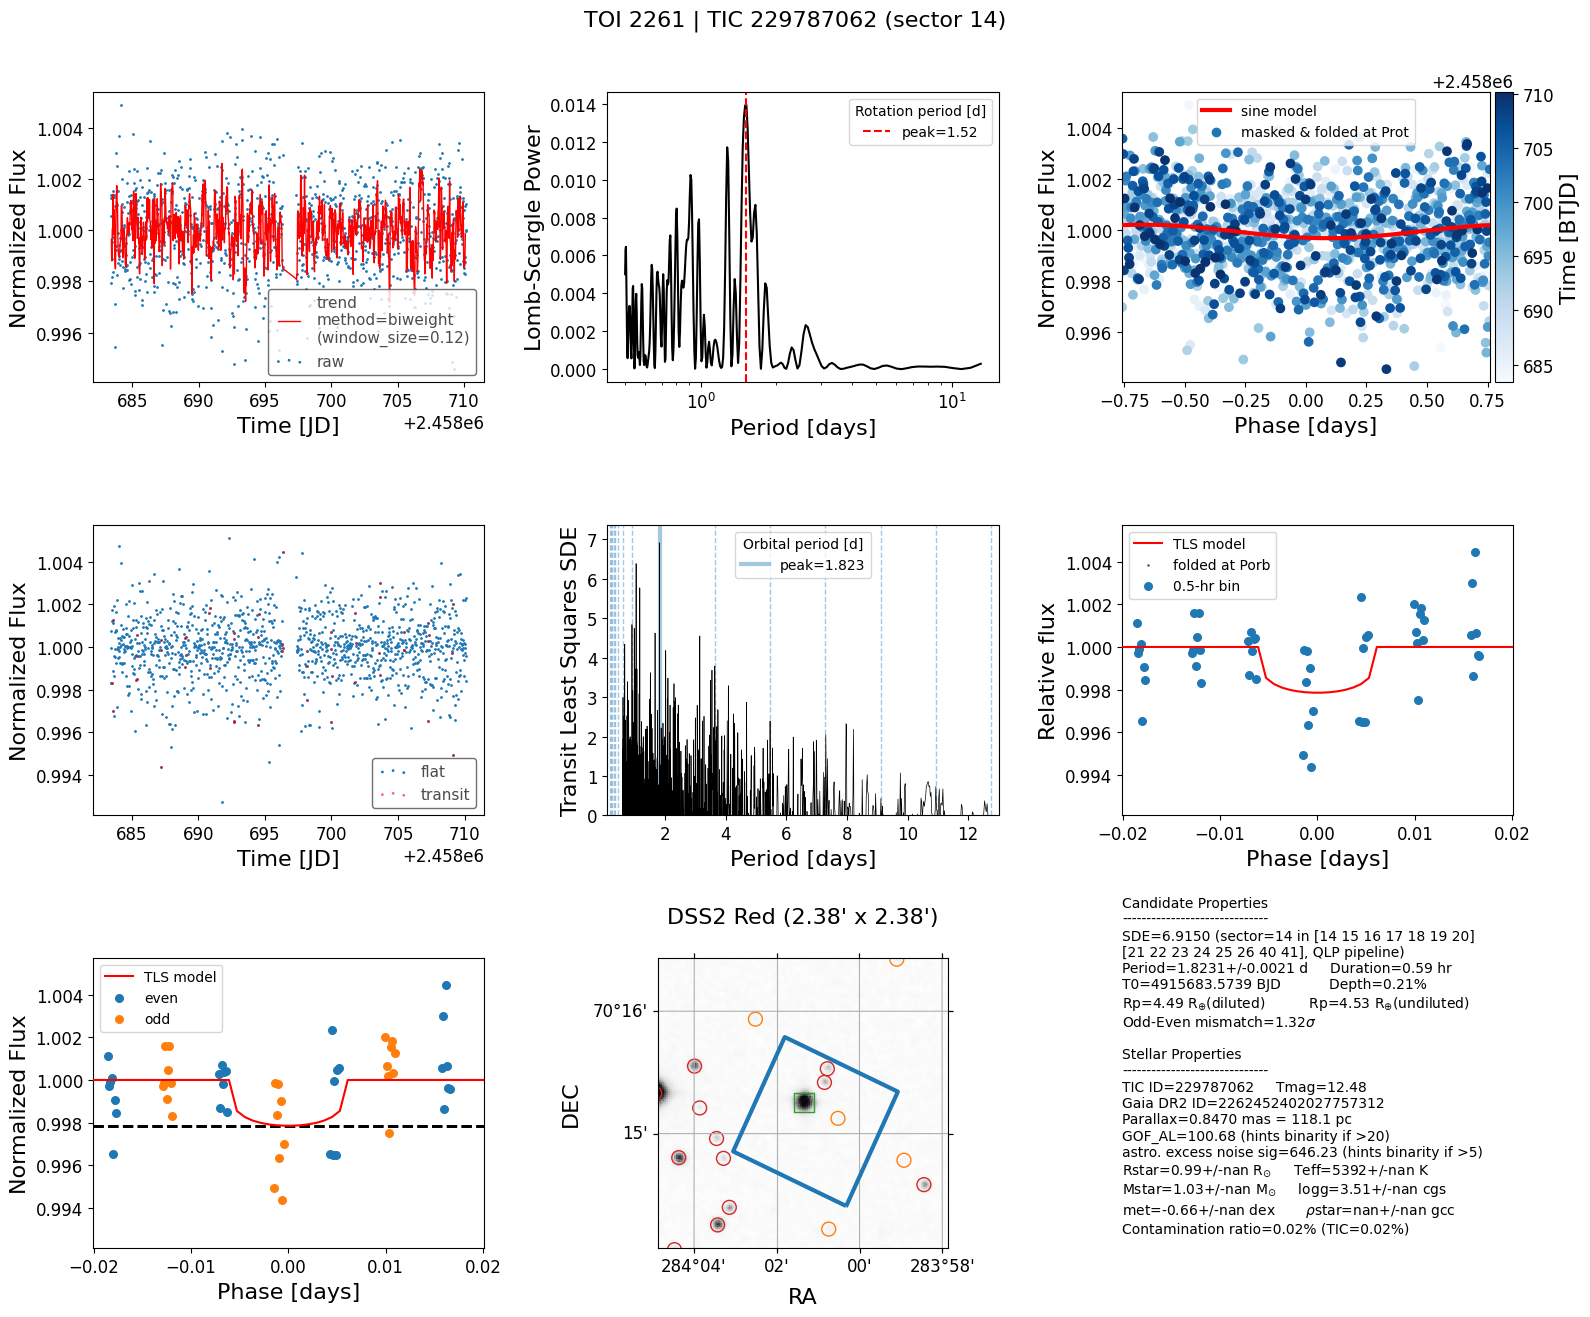 TOI 2261 | TIC 229787062 (sector 14)
Normalized Flux
1.004
1.002
1.000
0.998
0.996
trend
method=biweight
(window_size=0.12)
raw
685 690 695 700 705 710
Time [JD]
+2.458e6
Lomb-Scargle Power
0.014
0.012
0.010
0.008
0.006
0.004
0.002
0.000
Rotation period [d]
peak=1.52
10⁰ 10¹
Period [days]
Normalized Flux
1.004
1.002
1.000
0.998
0.996
sine model
masked & folded at Prot
−0.75 −0.50 −0.25 0.00 0.25 0.50 0.75
Phase [days]
+2.458e6
710
705
700
695
690
685
Time [BTJD]
Normalized Flux
1.004
1.002
1.000
0.998
0.996
0.994
flat
transit
685 690 695 700 705 710
Time [JD]
+2.458e6
Transit Least Squares SDE
7
6
5
4
3
2
1
0
Orbital period [d]
peak=1.823
2 4 6 8 10 12
Period [days]
Relative flux
1.004
1.002
1.000
0.998
0.996
0.994
TLS model
folded at Porb
0.5-hr bin
−0.02 −0.01 0.00 0.01 0.02
Phase [days]
Normalized Flux
1.004
1.002
1.000
0.998
0.996
0.994
TLS model
even
odd
−0.02 −0.01 0.00 0.01 0.02
Phase [days]
DSS2 Red (2.38' x 2.38')
DEC
70°16'
15'
284°04' 02' 00' 283°58'
RA
Candidate Properties
------------------------------
SDE=6.9150 (sector=14 in [14 15 16 17 18 19 20]
[21 22 23 24 25 26 40 41], QLP pipeline)
Period=1.8231+/-0.0021 d Duration=0.59 hr
T0=4915683.5739 BJD Depth=0.21%
Rp=4.49 R⊕(diluted) Rp=4.53 R⊕(undiluted)
Odd-Even mismatch=1.32σ
Stellar Properties
------------------------------
TIC ID=229787062 Tmag=12.48
Gaia DR2 ID=2262452402027757312
Parallax=0.8470 mas = 118.1 pc
GOF_AL=100.68 (hints binarity if >20)
astro. excess noise sig=646.23 (hints binarity if >5)
Rstar=0.99+/-nan R☉ Teff=5392+/-nan K
Mstar=1.03+/-nan M☉ logg=3.51+/-nan cgs
met=-0.66+/-nan dex ρstar=nan+/-nan gcc
Contamination ratio=0.02% (TIC=0.02%)